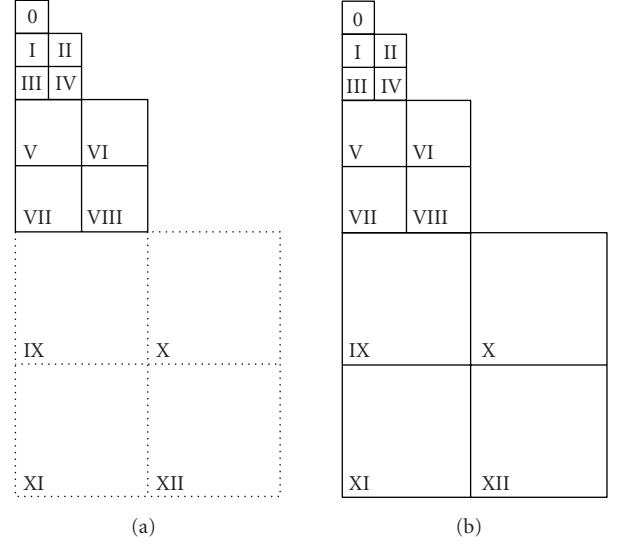 0 0
I II I II
III IV III IV
V VI V VI
VII VIII VII VIII
IX X IX X
XI XII XI XII
(a) (b)